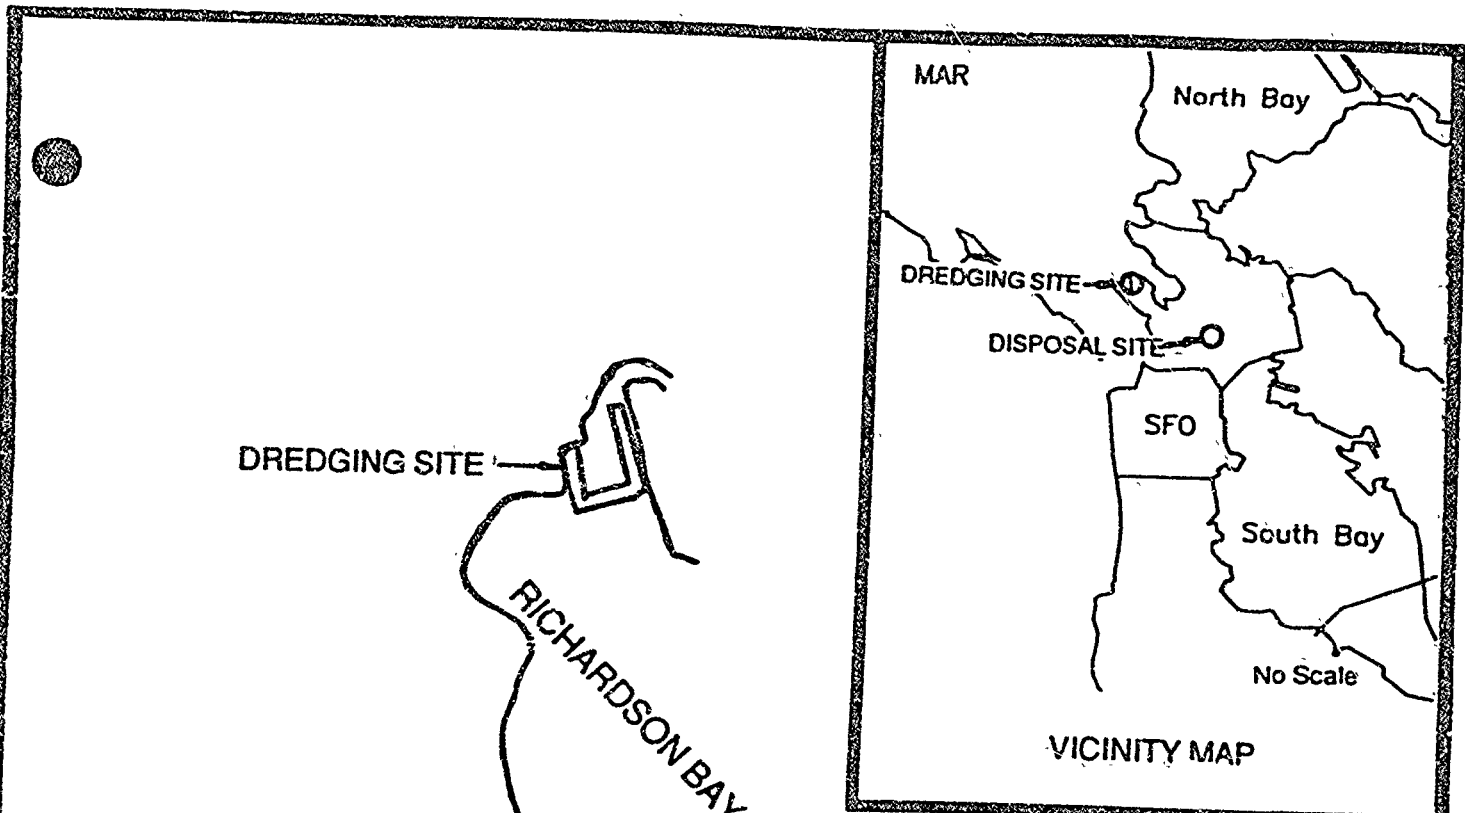 MAR
North Bay
DREDGING SITE
DISPOSAL SITE
SFO
South Bay
No Scale
VICINITY MAP
DREDGING SITE
RICHARDSON BAY